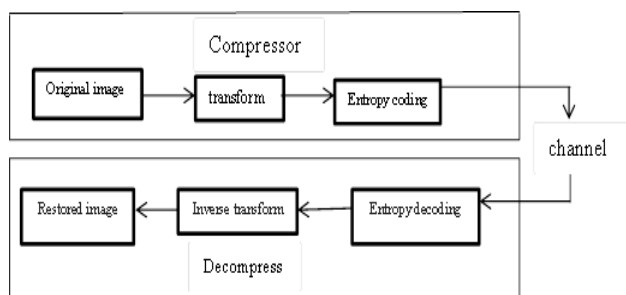 Compressor
Original image
transform
Entropy coding
channel
Restored image
Inverse transform
Entropy decoding
Decompress